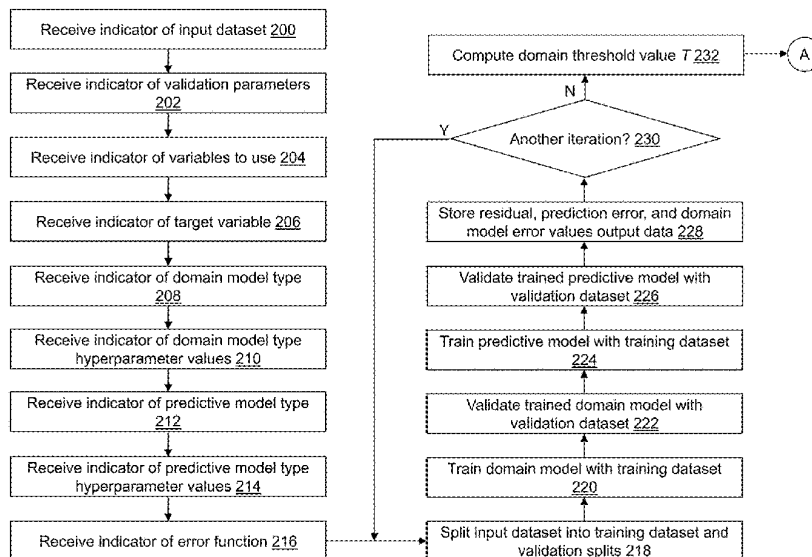 Receive indicator of input dataset 200
Receive indicator of validation parameters
202
Receive indicator of variables to use 204
Receive indicator of target variable 206
Receive indicator of domain model type
208
Receive indicator of domain model type
hyperparameter values 210
Receive indicator of predictive model type
212
Receive indicator of predictive model type
hyperparameter values 214
Receive indicator of error function 216
Compute domain threshold value T 232
A
N
Y
Another iteration? 230
Store residual, prediction error, and domain
model error values output data 228
Validate trained predictive model with
validation dataset 226
Train predictive model with training dataset
224
Validate trained domain model with
validation dataset 222
Train domain model with training dataset
220
Split input dataset into training dataset and
validation splits 218